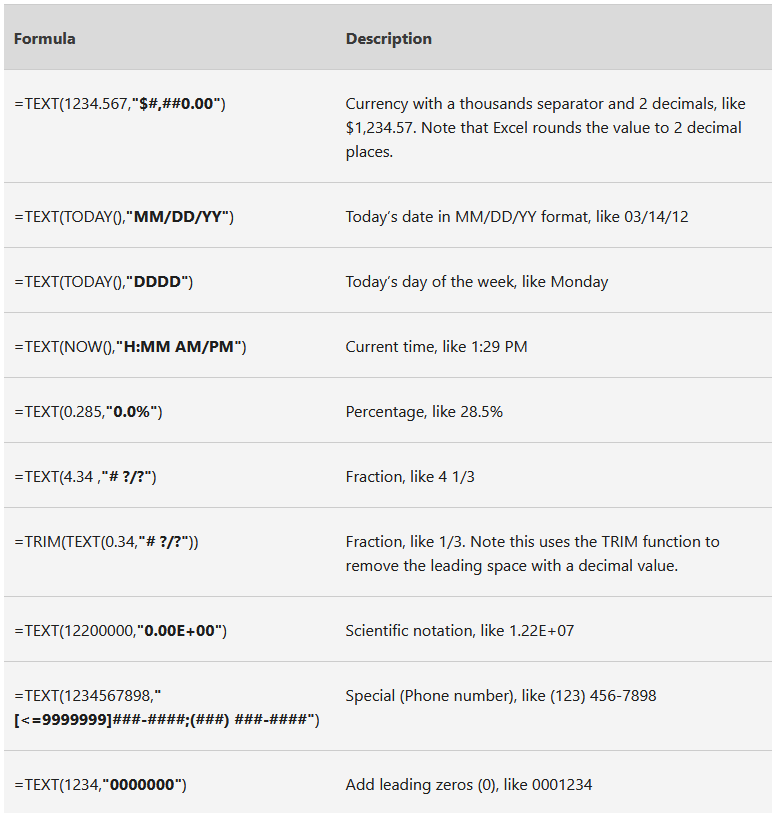 Formula Description
=TEXT(1234.567,"$#,##0.00") Currency with a thousands separator and 2 decimals, like
$1,234.57. Note that Excel rounds the value to 2 decimal
places.
=TEXT(TODAY(),"MM/DD/YY") Today’s date in MM/DD/YY format, like 03/14/12
=TEXT(TODAY(),"DDDD") Today’s day of the week, like Monday
=TEXT(NOW(),"H:MM AM/PM") Current time, like 1:29 PM
=TEXT(0.285,"0.0%") Percentage, like 28.5%
=TEXT(4.34 ,"# ?/?") Fraction, like 4 1/3
=TRIM(TEXT(0.34,"# ?/?")) Fraction, like 1/3. Note this uses the TRIM function to
remove the leading space with a decimal value.
=TEXT(12200000,"0.00E+00") Scientific notation, like 1.22E+07
=TEXT(1234567898," Special (Phone number), like (123) 456-7898
[<=9999999]###-####;(###) ###-####")
=TEXT(1234,"0000000") Add leading zeros (0), like 0001234